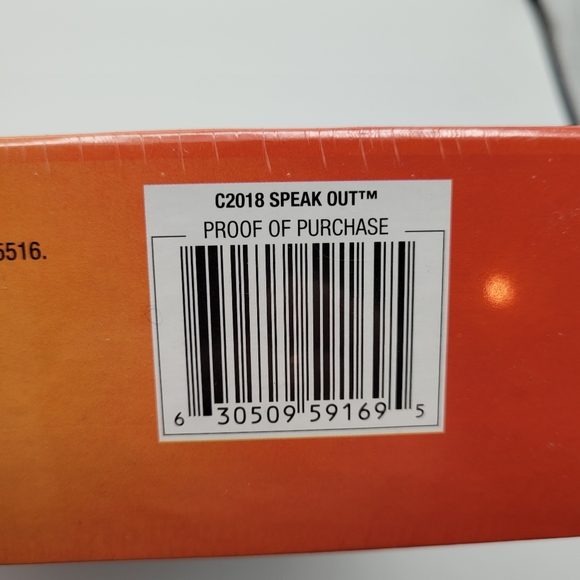 C2018 SPEAK OUT™
PROOF OF PURCHASE
5516.
6 30509 59169 5